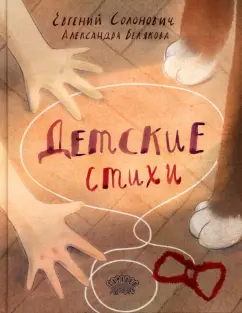 Евгений Солонович
Александра Белякова
Детские
стихи